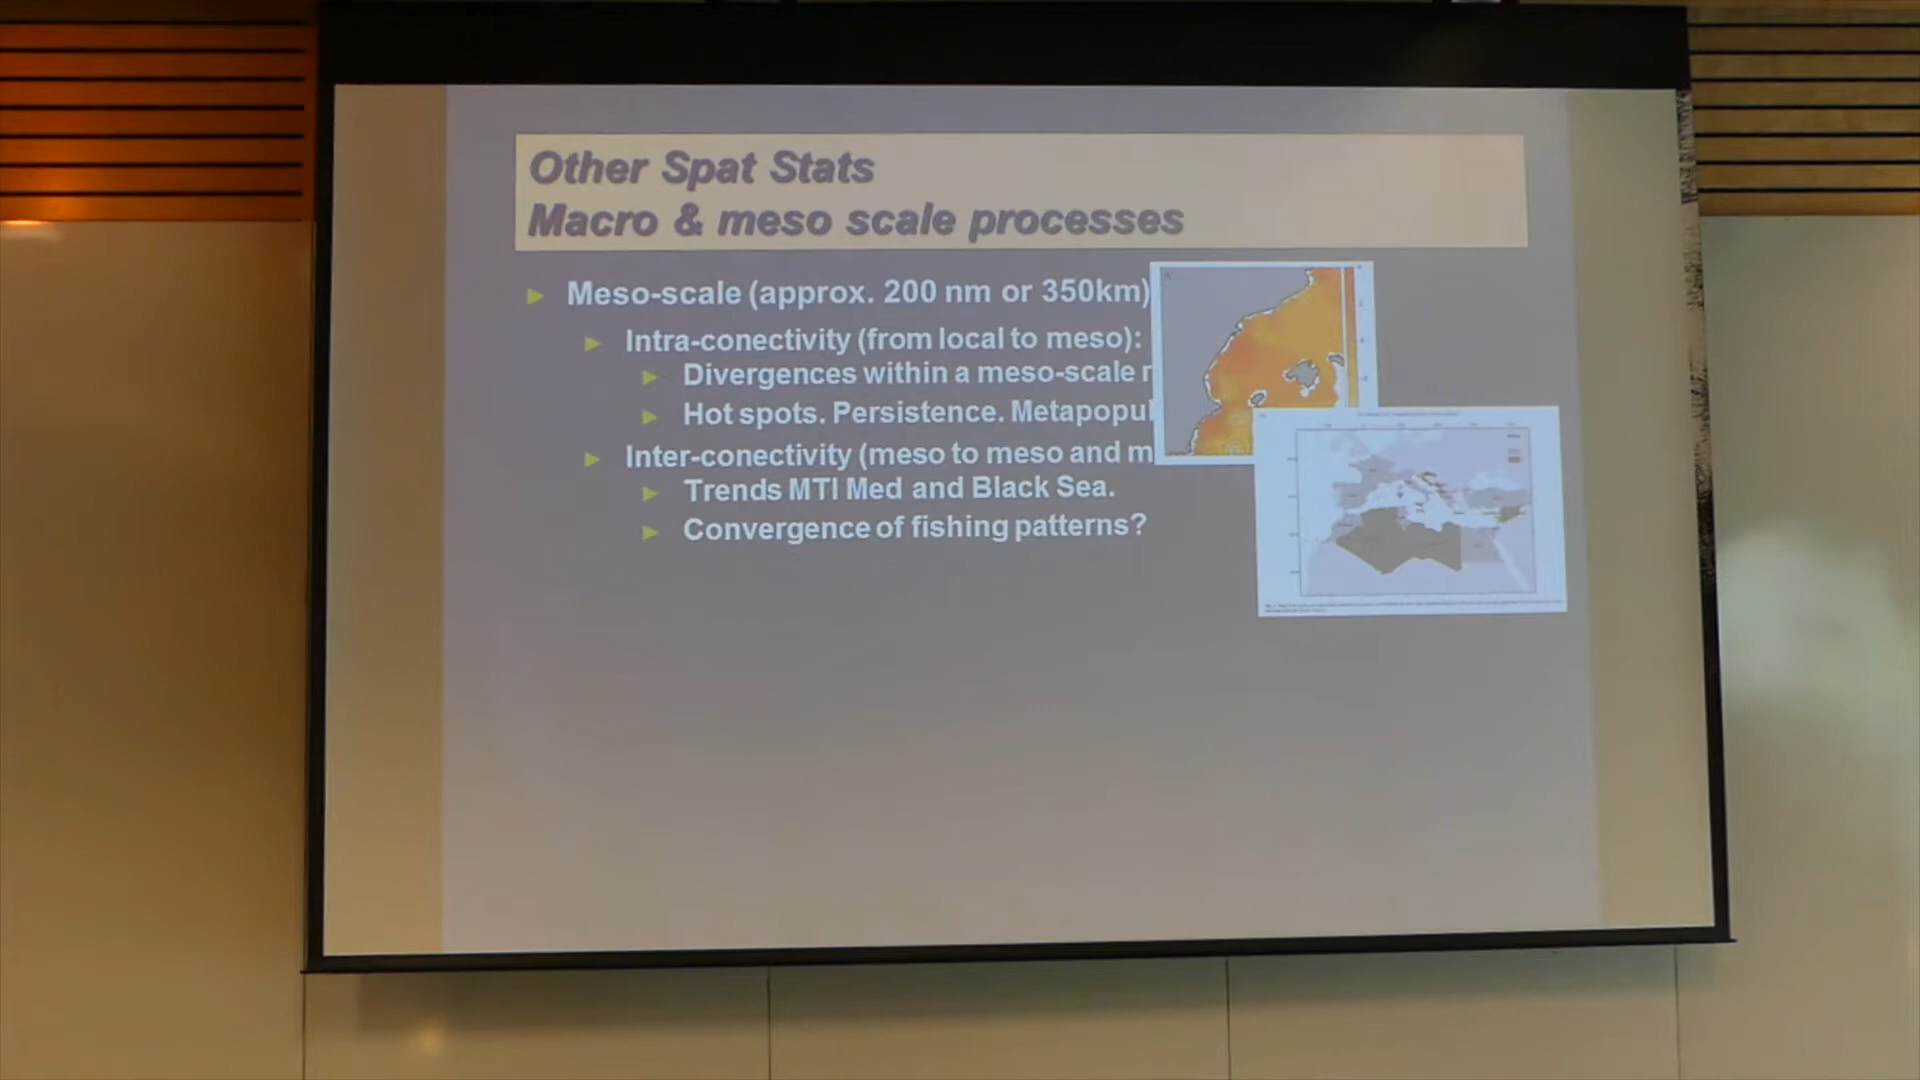 Other Spat Stats
Macro & meso scale processes
Meso-scale (approx. 200 nm or 350km)
Intra-conectivity (from local to meso):
Divergences within a meso-scale
Hot spots. Persistence.
Inter-conectivity (meso to meso and
Trends MTI Med and Black Sea.
Convergence of fishing patterns?